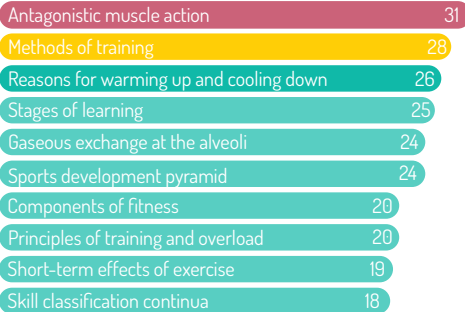 Antagonistic muscle action 31
Methods of training 28
Reasons for warming up and cooling down 26
Stages of learning 25
Gaseous exchange at the alveoli 24
Sports development pyramid 24
Components of fitness 20
Principles of training and overload 20
Short-term effects of exercise 19
Skill classification continua 18